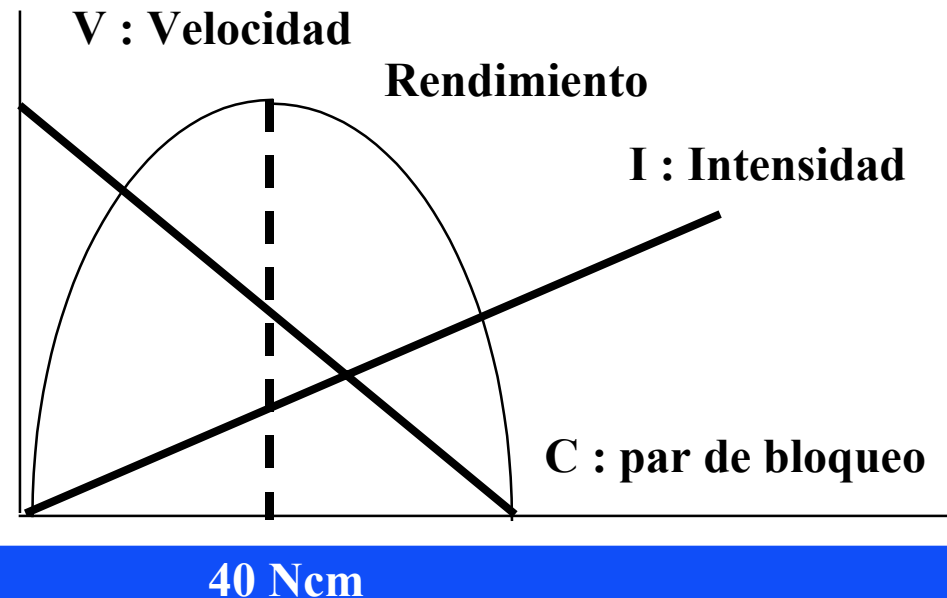 V : Velocidad
Rendimiento
I : Intensidad
C : par de bloqueo
40 Ncm